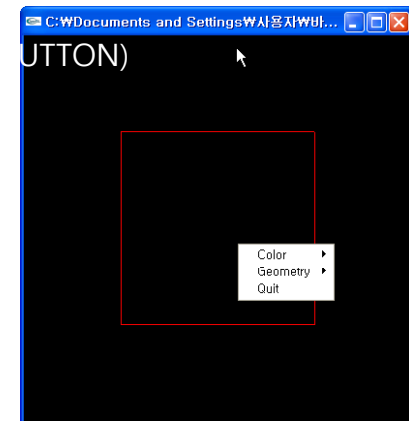 C:₩Documents and Settings₩사용자₩바...
UTTON)
Color
Geometry
Quit